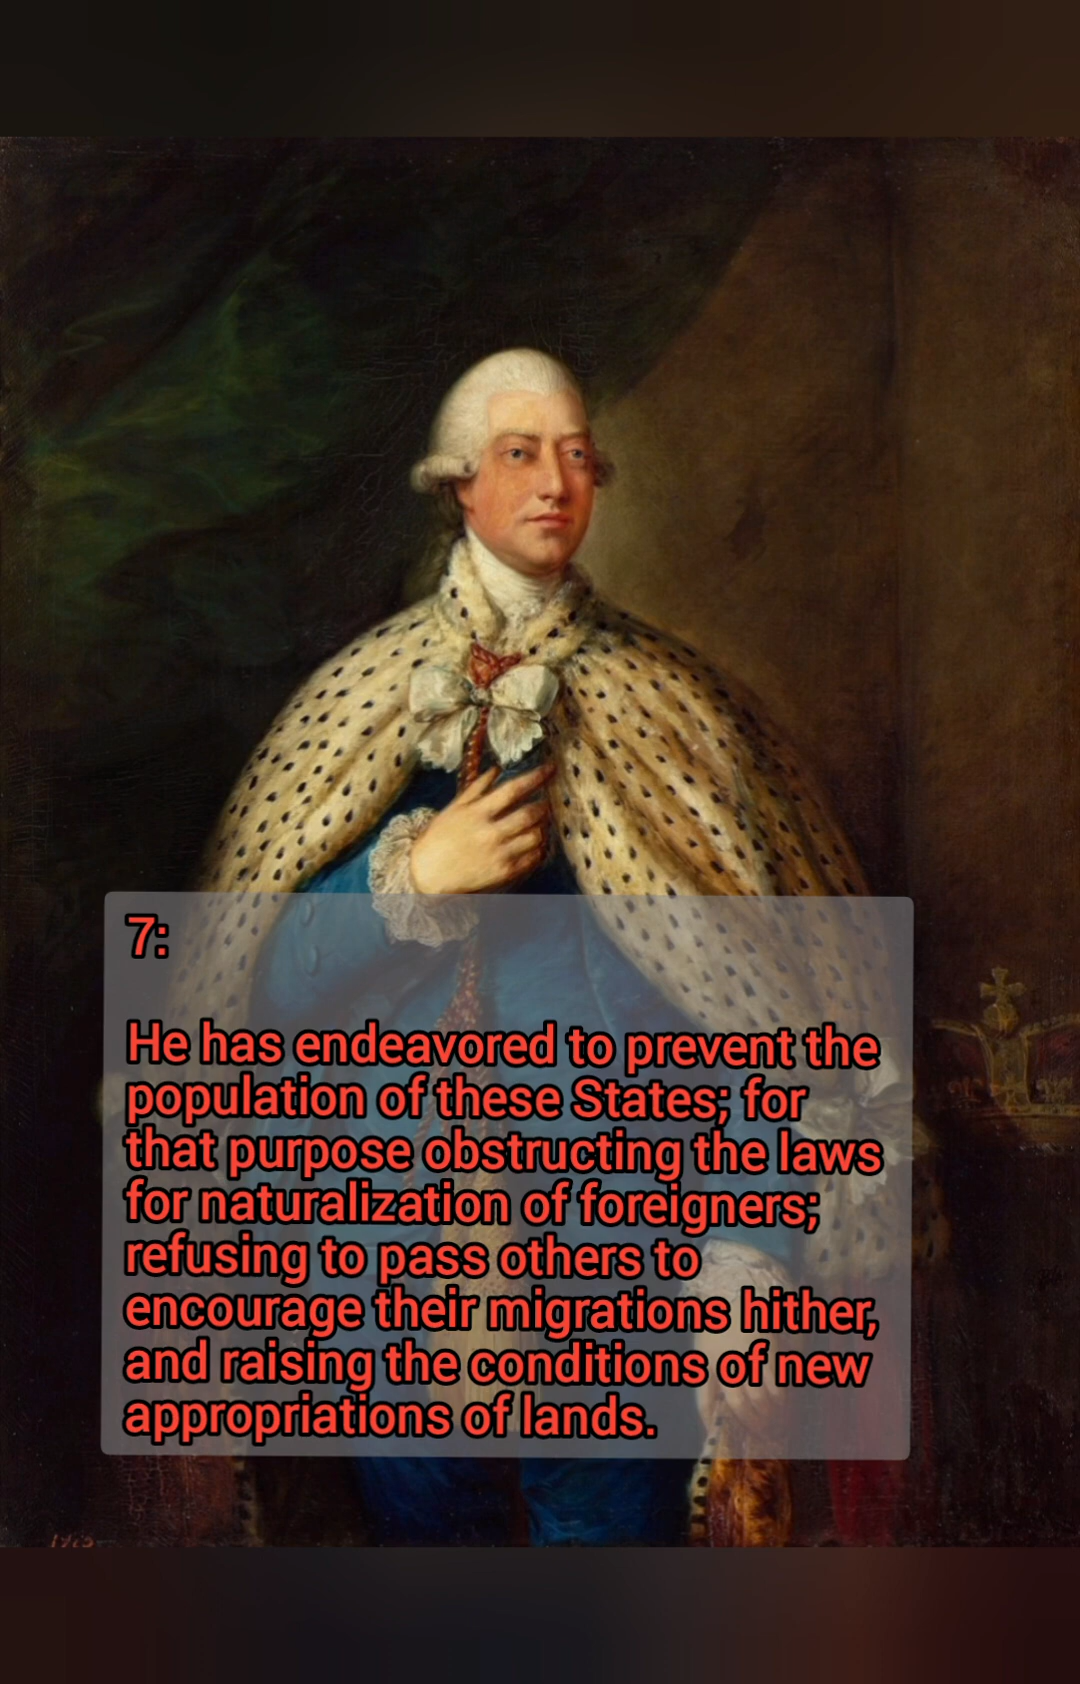 7:
He has endeavored to prevent the
population of these States; for
that purpose obstructing the laws
for naturalization of foreigners;
refusing to pass others to
encourage their migrations hither,
and raising the conditions of new
appropriations of lands.